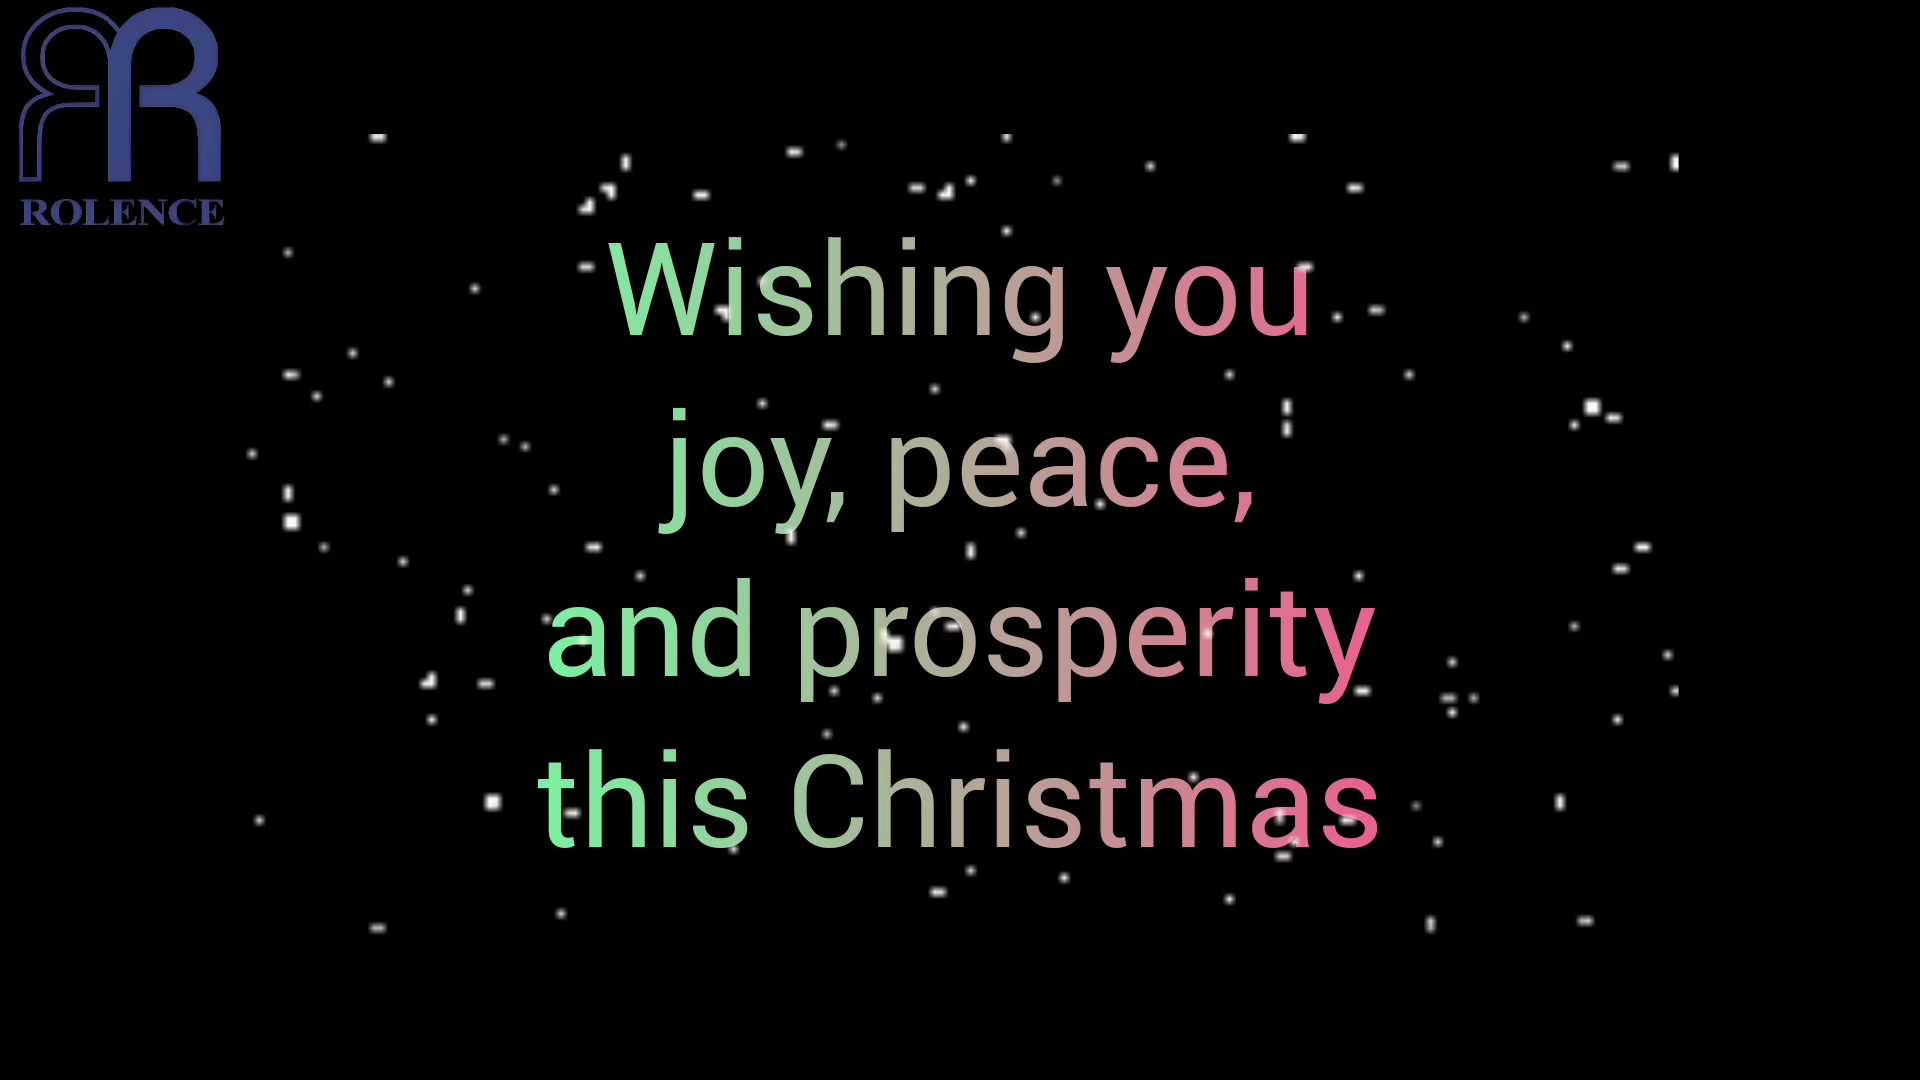 ROLENCE
Wishing you
joy, peace,
and prosperity
this Christmas